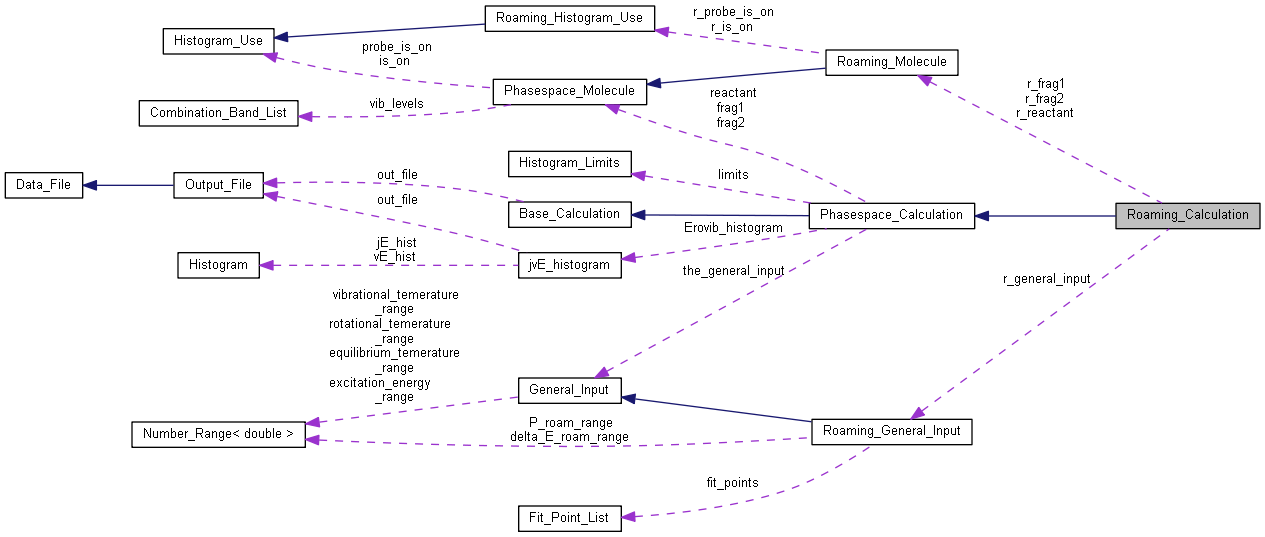 Roaming_Histogram_Use
r_probe_is_on
r_is_on
Histogram_Use
probe_is_on
is_on
Roaming_Molecule
Phasespace_Molecule
reactant
frag1
frag2
r_frag1
r_frag2
r_reactant
Combination_Band_List
vib_levels
Histogram_Limits
limits
Data_File
Output_File
out_file
out_file
Base_Calculation
Phasespace_Calculation
Roaming_Calculation
Erovib_histogram
jE_hist
vE_hist
Histogram
jvE_histogram
the_general_input
r_general_input
vibrational_temerature
_range
rotational_temerature
_range
equilibrium_temerature
_range
excitation_energy
_range
General_Input
Number_Range< double >
P_roam_range
delta_E_roam_range
Roaming_General_Input
fit_points
Fit_Point_List